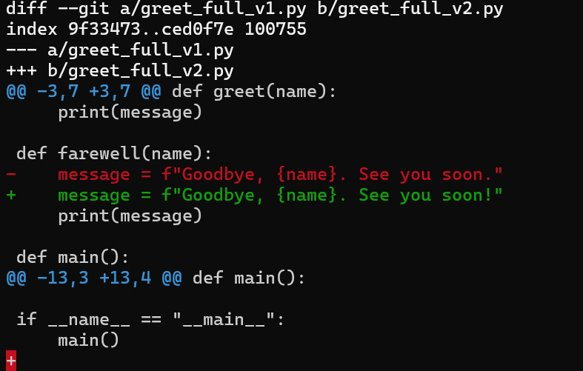 diff --git a/greet_full_v1.py b/greet_full_v2.py
index 9f33473..ced0f7e 100755
--- a/greet_full_v1.py
+++ b/greet_full_v2.py
@@ -3,7 +3,7 @@ def greet(name):
     print(message)

 def farewell(name):
-    message = f"Goodbye, {name}. See you soon."
+    message = f"Goodbye, {name}. See you soon!"
     print(message)

 def main():
@@ -13,3 +13,4 @@ def main():

 if __name__ == "__main__":
     main()
+